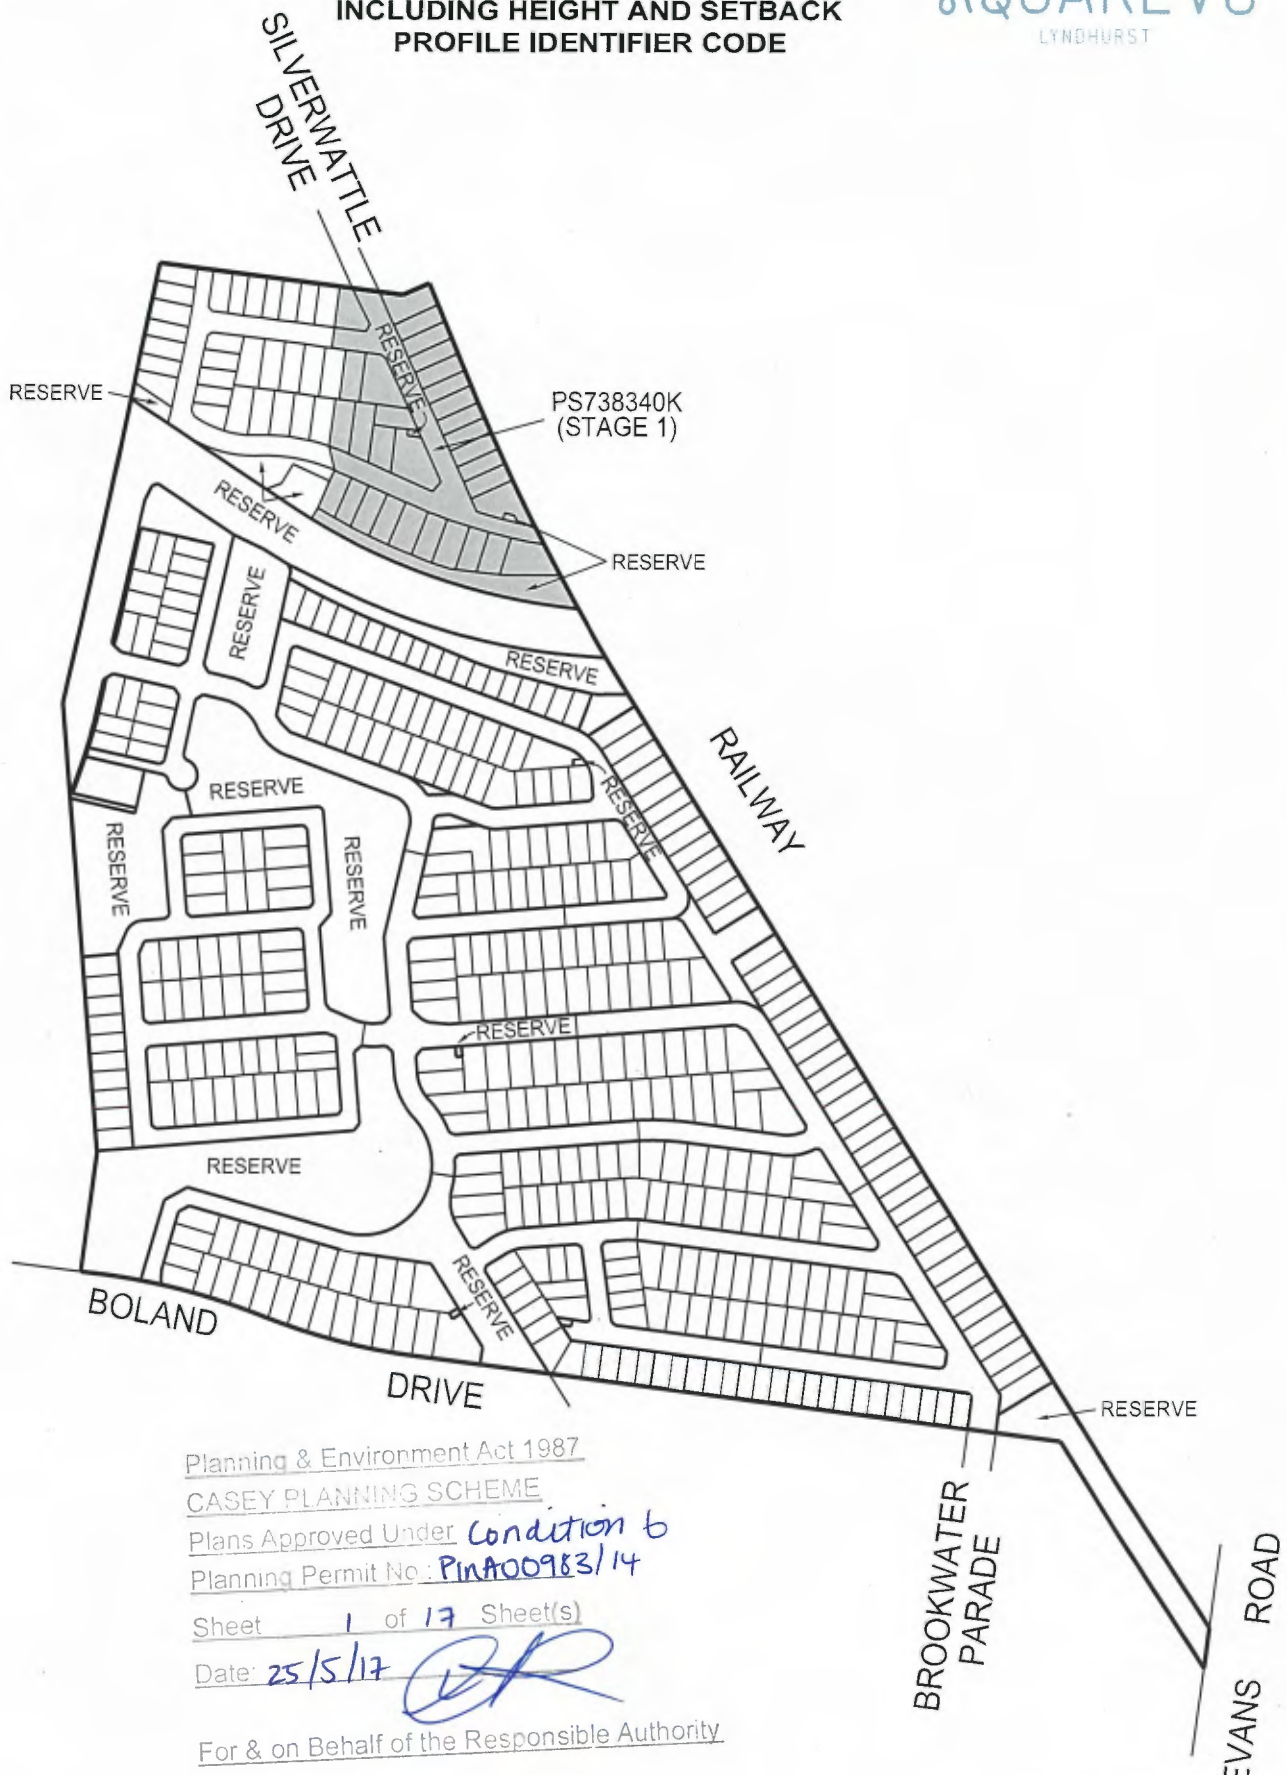 INCLUDING HEIGHT AND SETBACK
PROFILE IDENTIFIER CODE
LYNDHURST
SILVERWATTLE
DRIVE
RESERVE
RESERVE
PS738340K
(STAGE 1)
RESERVE
RESERVE
RESERVE
RESERVE
RAILWAY
RESERVE
RESERVE
RESERVE
RESERVE
RESERVE
RESERVE
RESERVE
BOLAND
DRIVE
RESERVE
Planning & Environment Act 1987
CASEY PLANNING SCHEME
Plans Approved Under Condition 6
Planning Permit No: PlnA00983/14
Sheet 1 of 17 Sheet(s)
Date: 25/5/17
For & on Behalf of the Responsible Authority
RESERVE
BROOKWATER
PARADE
EVANS ROAD